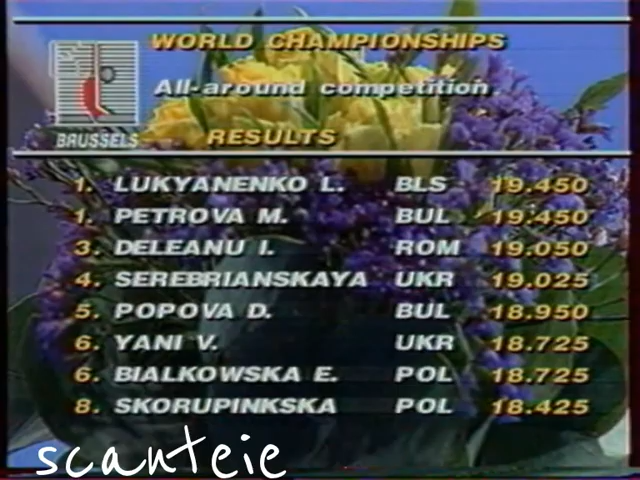 WORLD CHAMPIONSHIPS
All-around competition
BRUSSELS
RESULTS
1. LUKYANENKO L. BLS 19.450
1. PETROVA M. BUL 19.450
3. DELEANU I. ROM 19.050
4. SEREBRIANSKAYA UKR 19.025
5. POPOVA D. BUL 18.950
6. YANI V. UKR 18.725
6. BIALKOWSKA E. POL 18.725
8. SKORUPINKSKA POL 18.425
scanteie